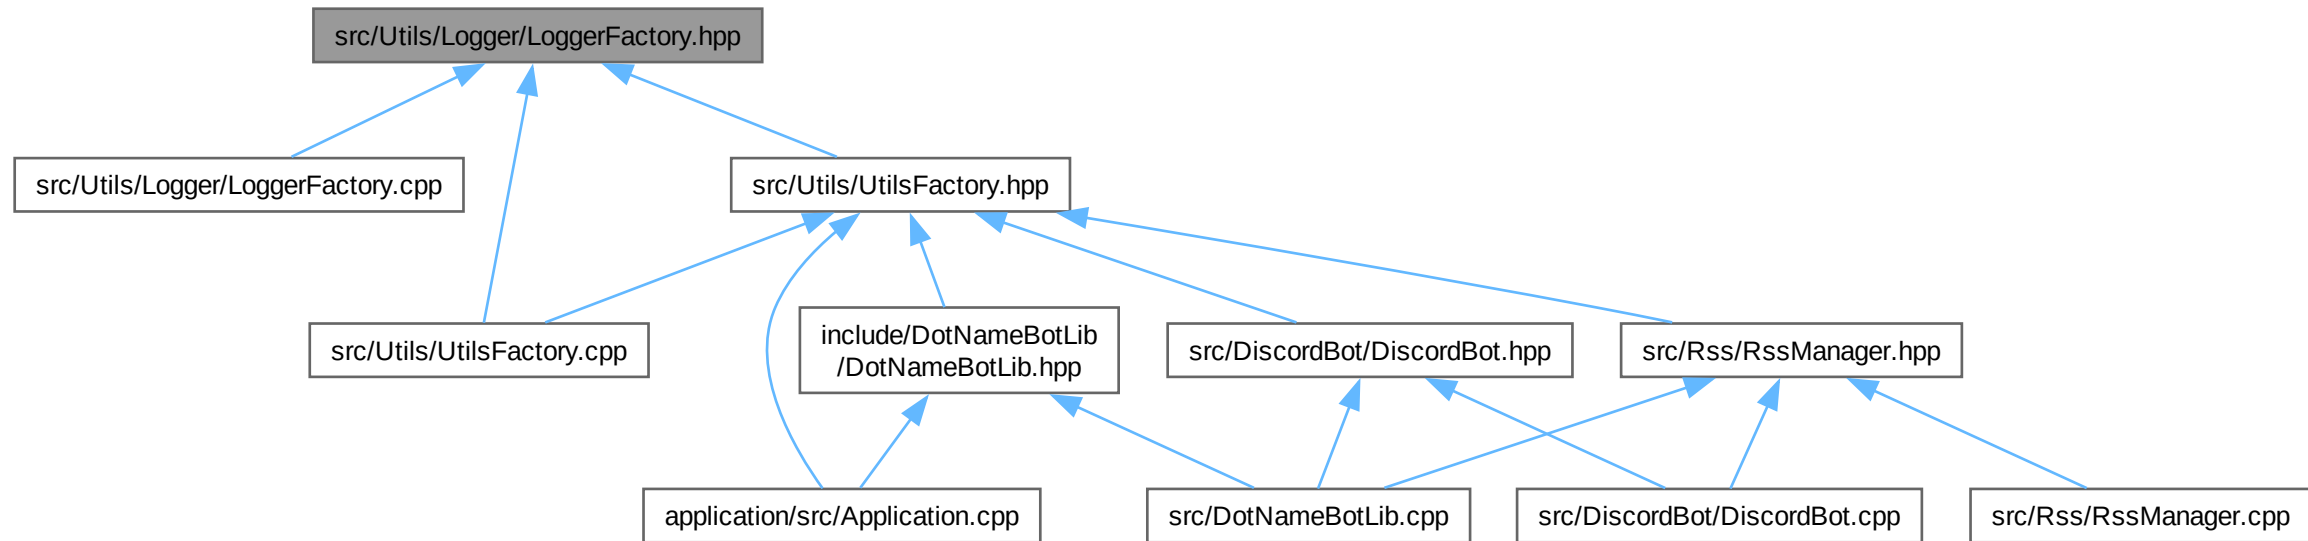 src/Utils/Logger/LoggerFactory.hpp
src/Utils/Logger/LoggerFactory.cpp
src/Utils/UtilsFactory.hpp
src/Utils/UtilsFactory.cpp
include/DotNameBotLib
/DotNameBotLib.hpp
src/DiscordBot/DiscordBot.hpp
src/Rss/RssManager.hpp
application/src/Application.cpp
src/DotNameBotLib.cpp
src/DiscordBot/DiscordBot.cpp
src/Rss/RssManager.cpp